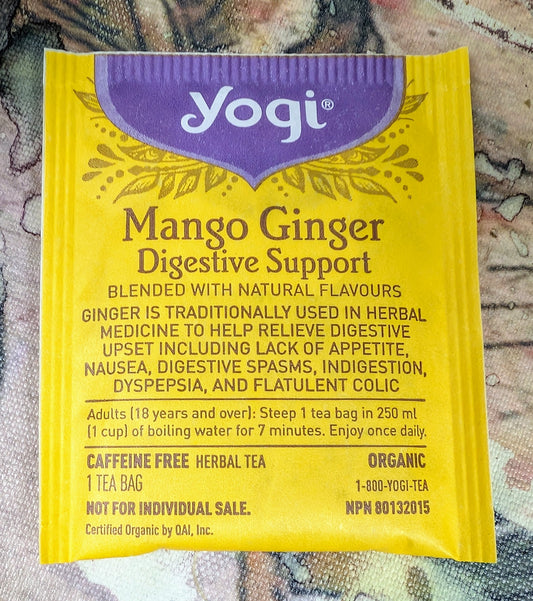 yogi®
Mango Ginger
Digestive Support
BLENDED WITH NATURAL FLAVOURS
GINGER IS TRADITIONALLY USED IN HERBAL
MEDICINE TO HELP RELIEVE DIGESTIVE
UPSET INCLUDING LACK OF APPETITE,
NAUSEA, DIGESTIVE SPASMS, INDIGESTION,
DYSPEPSIA, AND FLATULENT COLIC
Adults (18 years and over): Steep 1 tea bag in 250 ml
(1 cup) of boiling water for 7 minutes. Enjoy once daily.
CAFFEINE FREE HERBAL TEA ORGANIC
1 TEA BAG 1-800-YOGI-TEA
NOT FOR INDIVIDUAL SALE. NPN 80132015
Certified Organic by QAI, Inc.